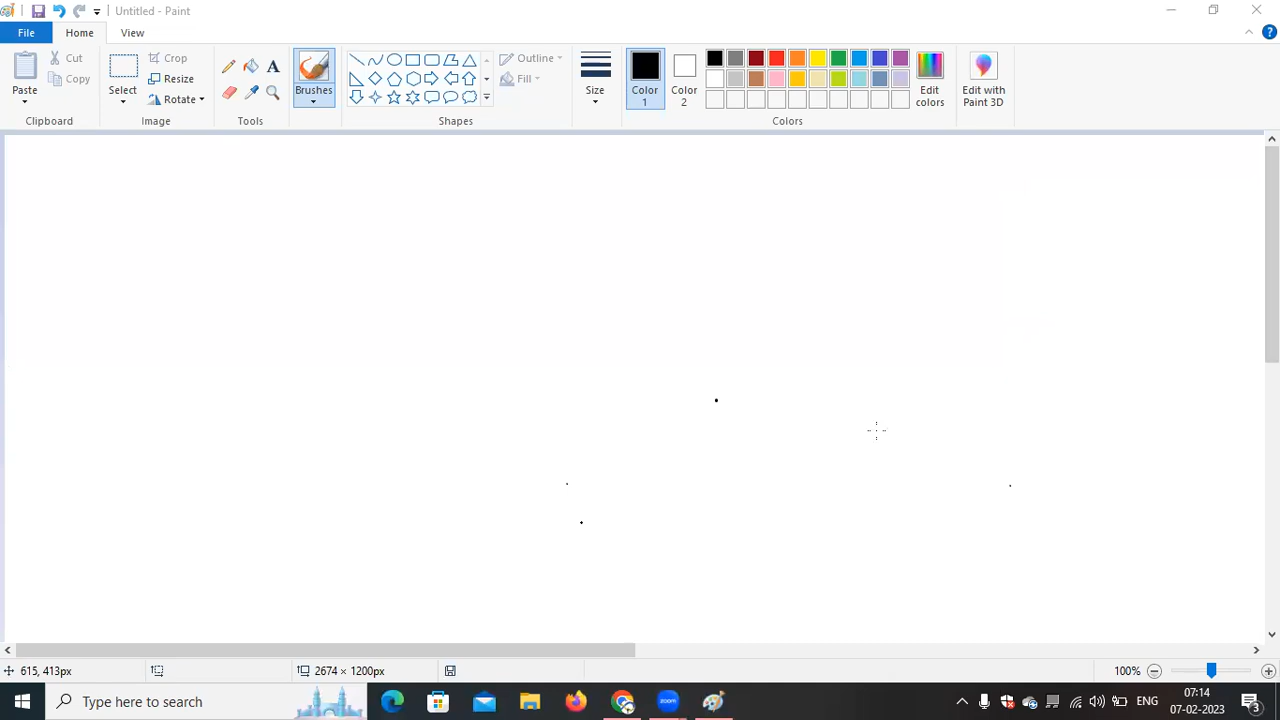 Untitled - Paint
File Home View
Paste
Cut
Copy
Clipboard
Select
Crop
Resize
Rotate
Image
A
Tools
Brushes
Outline
Fill
Shapes
Size
Color 1
Color 2
Edit colors
Colors
Edit with Paint 3D
615, 413px
2674 × 1200px
100%
Type here to search
zoom
ENG
07:14
07-02-2023
3